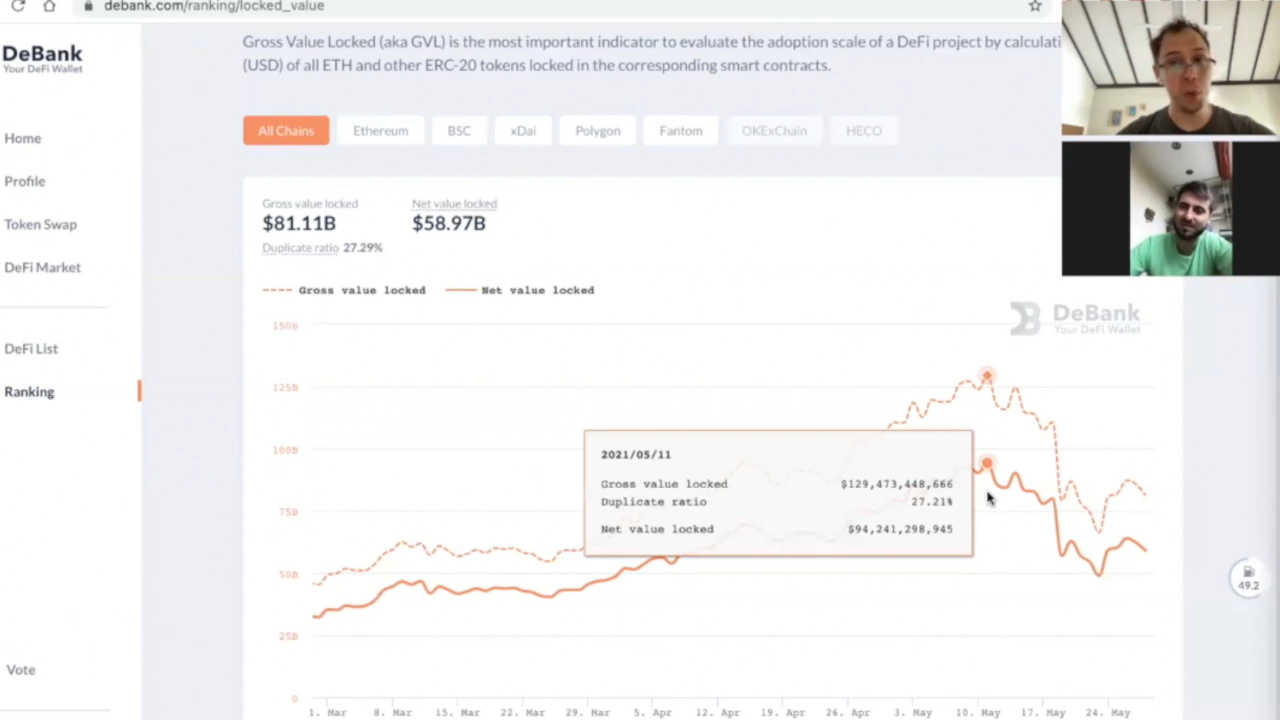 debank.com/ranking/locked_value
DeBank
Your DeFi Wallet
Home
Profile
Token Swap
DeFi Market
DeFi List
Ranking
Vote
Gross Value Locked (aka GVL) is the most important indicator to evaluate the adoption scale of a DeFi project by calculati
(USD) of all ETH and other ERC-20 tokens locked in the corresponding smart contracts.
All Chains Ethereum BSC xDai Polygon Fantom OKExChain HECO
Gross value locked Net value locked
$81.11B $58.97B
Duplicate ratio 27.29%
Gross value locked Net value locked
DeBank
Your DeFi Wallet
150B
125B
100B
75B
50B
25B
0
2021/05/11
Gross value locked $129,473,448,666
Duplicate ratio 27.21%
Net value locked $94,241,298,945
1. Mar 8. Mar 15. Mar 22. Mar 29. Mar 5. Apr 12. Apr 19. Apr 26. Apr 3. May 10. May 17. May 24. May
49.2